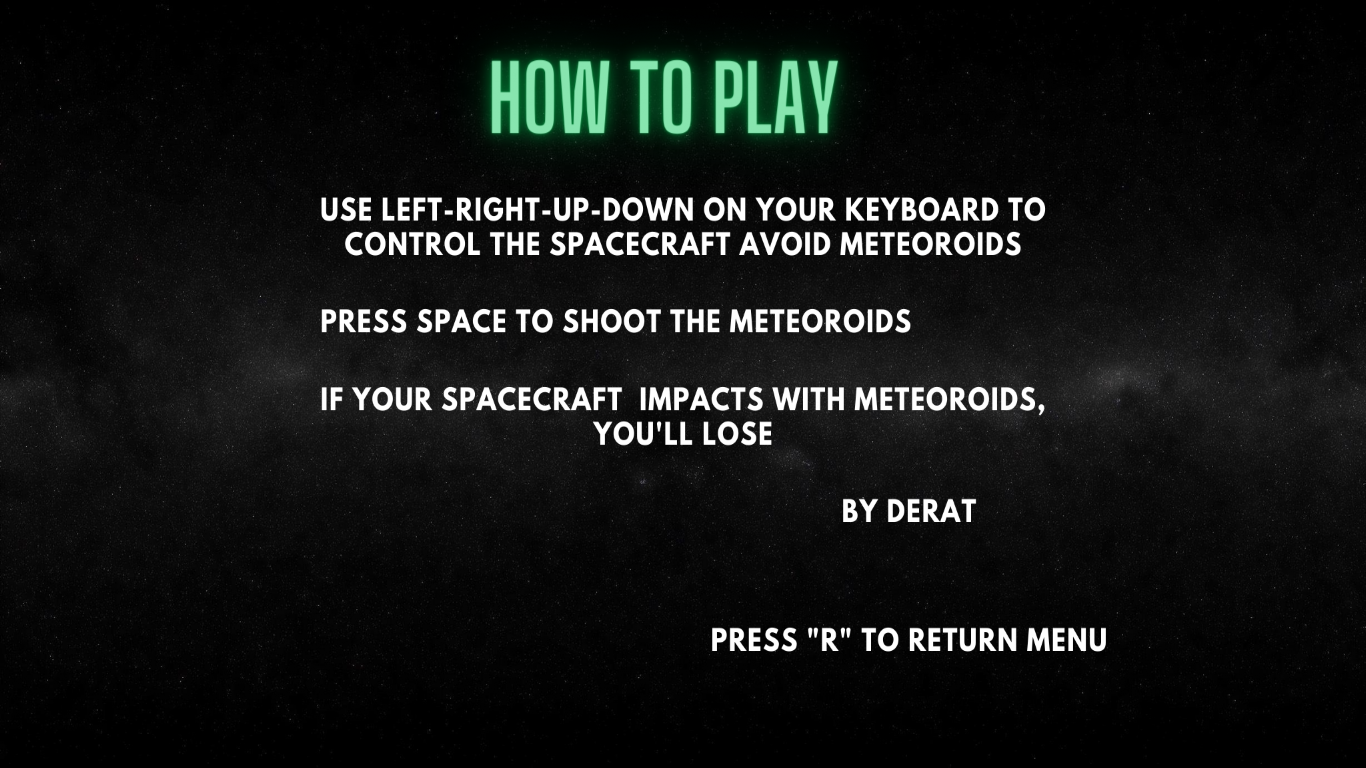 HOW TO PLAY
USE LEFT-RIGHT-UP-DOWN ON YOUR KEYBOARD TO
CONTROL THE SPACECRAFT AVOID METEOROIDS
PRESS SPACE TO SHOOT THE METEOROIDS
IF YOUR SPACECRAFT  IMPACTS WITH METEOROIDS,
YOU'LL LOSE
BY DERAT
PRESS "R" TO RETURN MENU